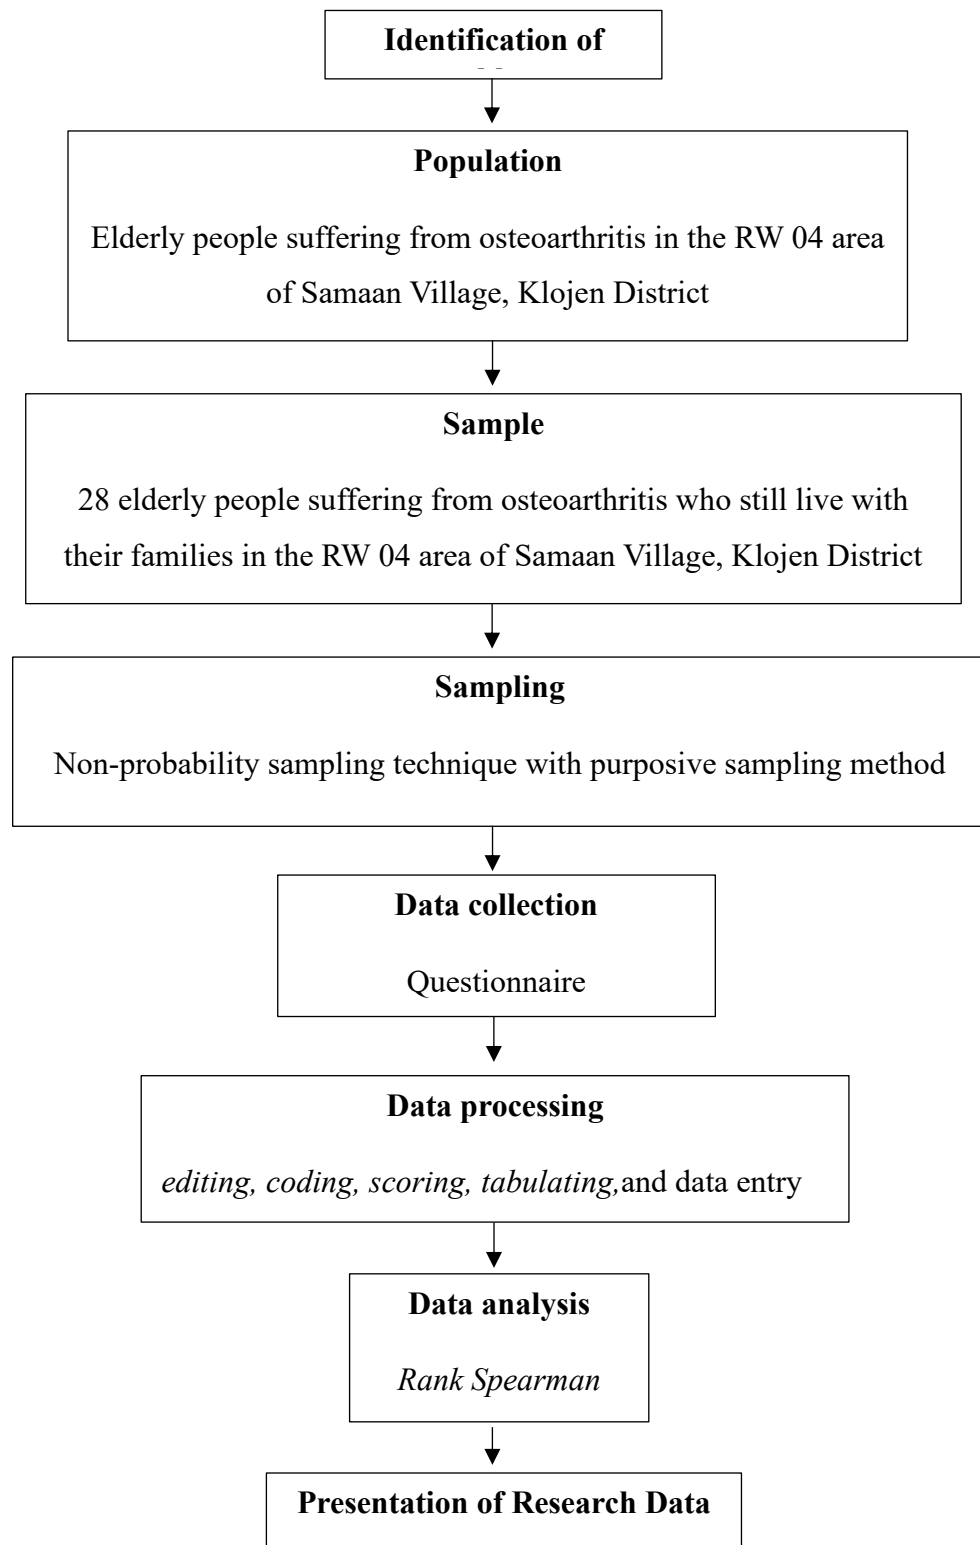 Identification of
Population
Elderly people suffering from osteoarthritis in the RW 04 area
of Samaan Village, Klojen District
Sample
28 elderly people suffering from osteoarthritis who still live with
their families in the RW 04 area of Samaan Village, Klojen District
Sampling
Non-probability sampling technique with purposive sampling method
Data collection
Questionnaire
Data processing
editing, coding, scoring, tabulating,and data entry
Data analysis
Rank Spearman
Presentation of Research Data